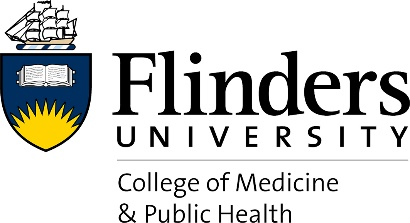 Flinders
UNIVERSITY
College of Medicine
& Public Health